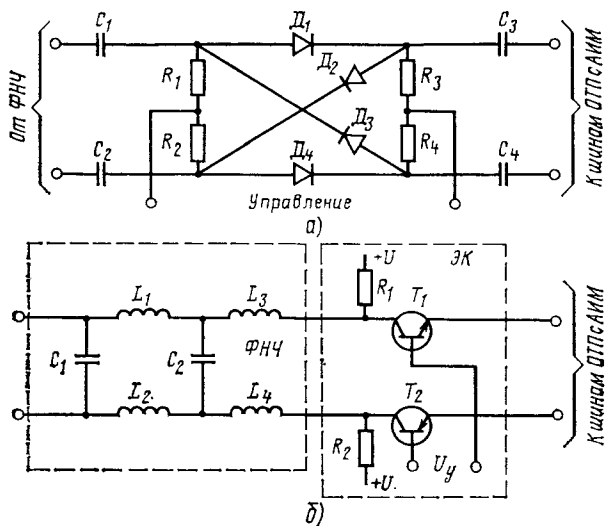 От ФНЧ
C₁
Д₁
C₃
R₁
Д₂
R₃
R₂
Д₃
R₄
C₂
Д₄
C₄
Управление
К шинам ОТПсАИМ
а)
+U
ЭК
L₁
L₃
R₁
T₁
C₁
C₂
ФНЧ
T₂
L₂
L₄
R₂
Uу
+U
К шинам ОТПсАИМ
б)